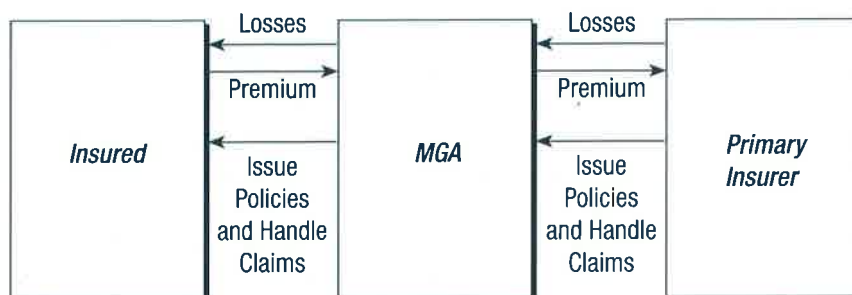 Losses
Premium
Losses
Premium
Insured
MGA
Primary
Insurer
Issue
Policies
and Handle
Claims
Issue
Policies
and Handle
Claims